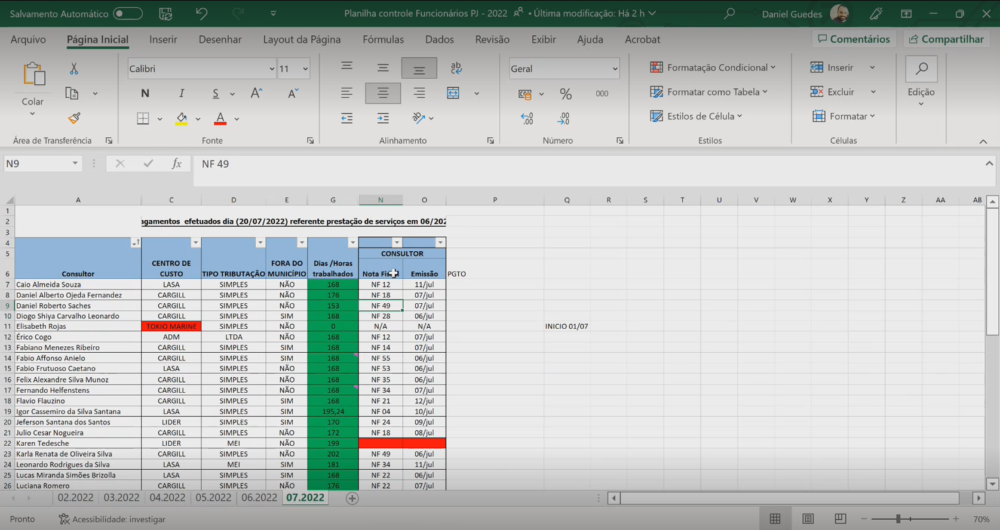 Salvamento Automático
Planilha controle Funcionários PJ - 2022 • Última modificação: Há 2 h
Daniel Guedes
Arquivo Página Inicial Inserir Desenhar Layout da Página Fórmulas Dados Revisão Exibir Ajuda Acrobat Comentários Compartilhar
Colar
Área de Transferência
Calibri 11
N I S A A
A
Fonte
ab
Alinhamento
Geral
% 000
Número
Formatação Condicional
Formatar como Tabela
Estilos de Célula
Estilos
Inserir
Excluir
Formatar
Células
Edição
N9 fx NF 49
A C D E G N O P Q R S T U V W X Y Z AA AB
1
2 agamentos efetuados dia (20/07/2022) referente prestação de serviços em 06/202
3
4
5 CONSULTOR
6 Consultor CENTRO DE CUSTO TIPO TRIBUTAÇÃO FORA DO MUNICÍPIO Dias /Horas trabalhados Nota Emissão PGTO
7 Caio Almeida Souza LASA SIMPLES NÃO 168 NF 12 11/jul
8 Daniel Alberto Ojeda Fernandez CARGILL SIMPLES NÃO 176 NF 18 07/jul
9 Daniel Roberto Saches CARGILL SIMPLES NÃO 153 NF 49 07/jul
10 Diogo Shiya Carvalho Leonardo CARGILL SIMPLES SIM 168 NF 28 06/jul
11 Elisabeth Rojas TOKIO MARINE SIMPLES NÃO 0 N/A N/A INICIO 01/07
12 Érico Cogo ADM LTDA NÃO 168 NF 12 07/jul
13 Fabiano Menezes Ribeiro CARGILL SIMPLES SIM 168 NF 14 07/jul
14 Fabio Affonso Anielo CARGILL SIMPLES SIM 168 NF 55 06/jul
15 Fabio Frutuoso Caetano LASA SIMPLES NÃO 168 NF 53 06/jul
16 Felix Alexandre Silva Munoz CARGILL SIMPLES NÃO 168 NF 35 06/jul
17 Fernando Helfenstens CARGILL SIMPLES NÃO 168 NF 34 07/jul
18 Flavio Flauzino CARGILL SIMPLES SIM 168 NF 21 12/jul
19 Igor Cassemiro da Silva Santana LASA SIMPLES SIM 195,24 NF 04 10/jul
20 Jeferson Santana dos Santos LIDER SIMPLES SIM 170 NF 24 09/jul
21 Julio Cesar Nogueira CARGILL SIMPLES NÃO 172 NF 18 08/jul
22 Karen Tedesche LIDER MEI NÃO 199
23 Karla Renata de Oliveira Silva CARGILL SIMPLES NÃO 202 NF 49 06/jul
24 Leonardo Rodrigues da Silva LASA MEI SIM 181 NF 34 11/jul
25 Lucas Miranda Simões Brizolla LASA SIMPLES SIM 168 NF 22 06/jul
26 Luciana Romero CARGILL SIMPLES NÃO 176 NF 22 07/jul
02.2022 03.2022 04.2022 05.2022 06.2022 07.2022
Pronto Acessibilidade: investigar 70%